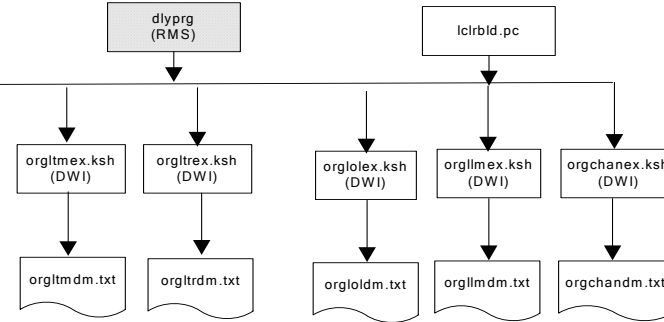 dlyprg
(RMS)
lclrbld.pc
orgltmex.ksh
(DWI)
orgltrex.ksh
(DWI)
orglolex.ksh
(DWI)
orgllmex.ksh
(DWI)
orgchanex.ksh
(DWI)
orgltmdm.txt
orgltrdm.txt
orgloldm.txt
orgllmdm.txt
orgchandm.txt